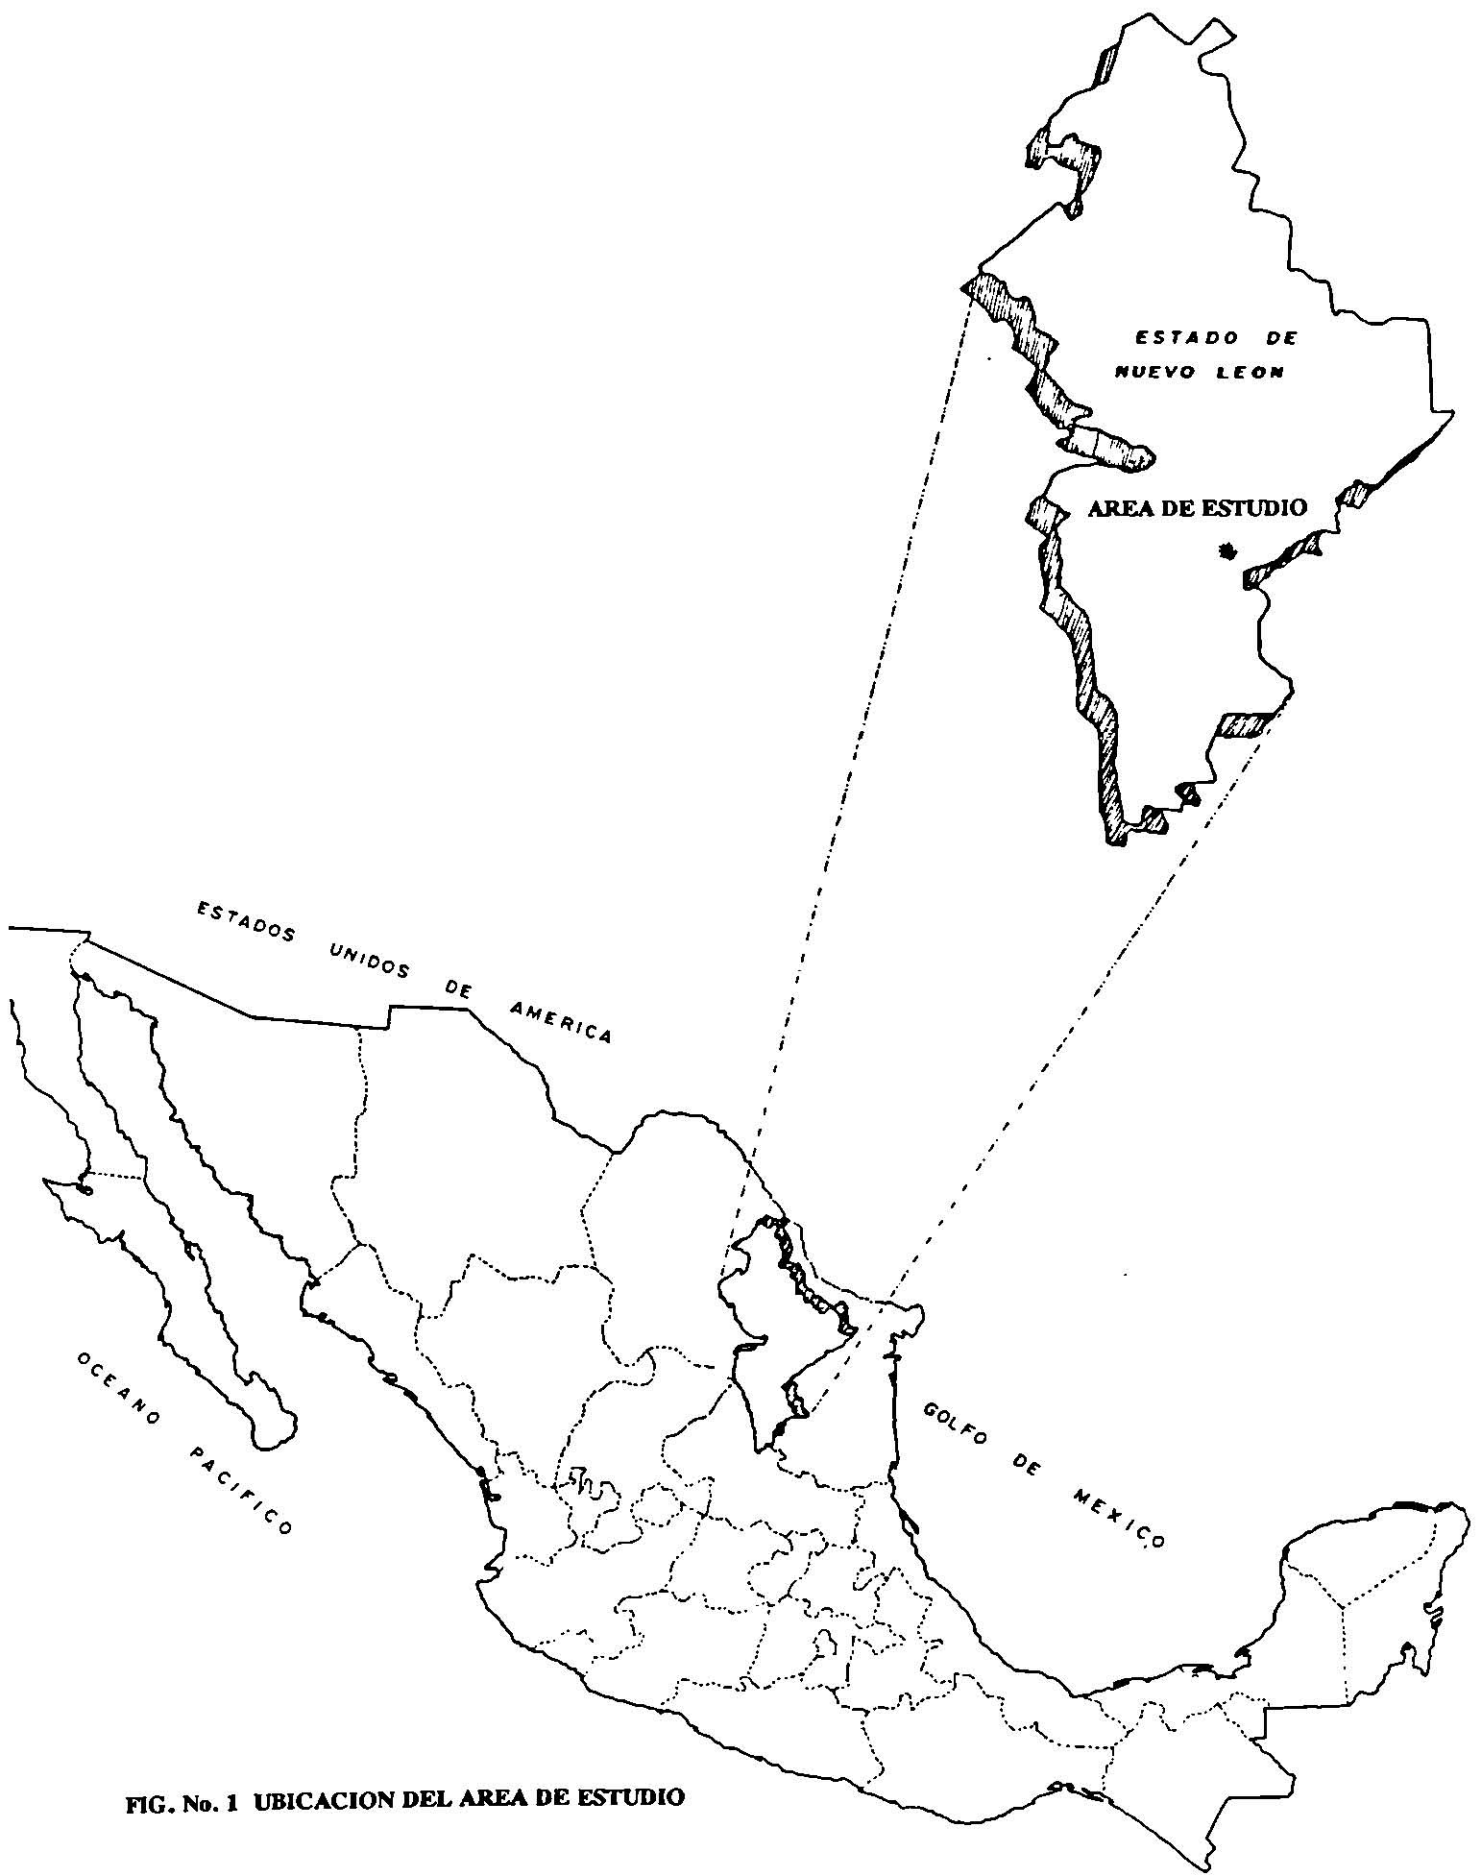 ESTADO DE
NUEVO LEON
AREA DE ESTUDIO
ESTADOS UNIDOS DE AMERICA
OCEANO PACIFICO
GOLFO DE MEXICO
FIG. No. 1 UBICACION DEL AREA DE ESTUDIO